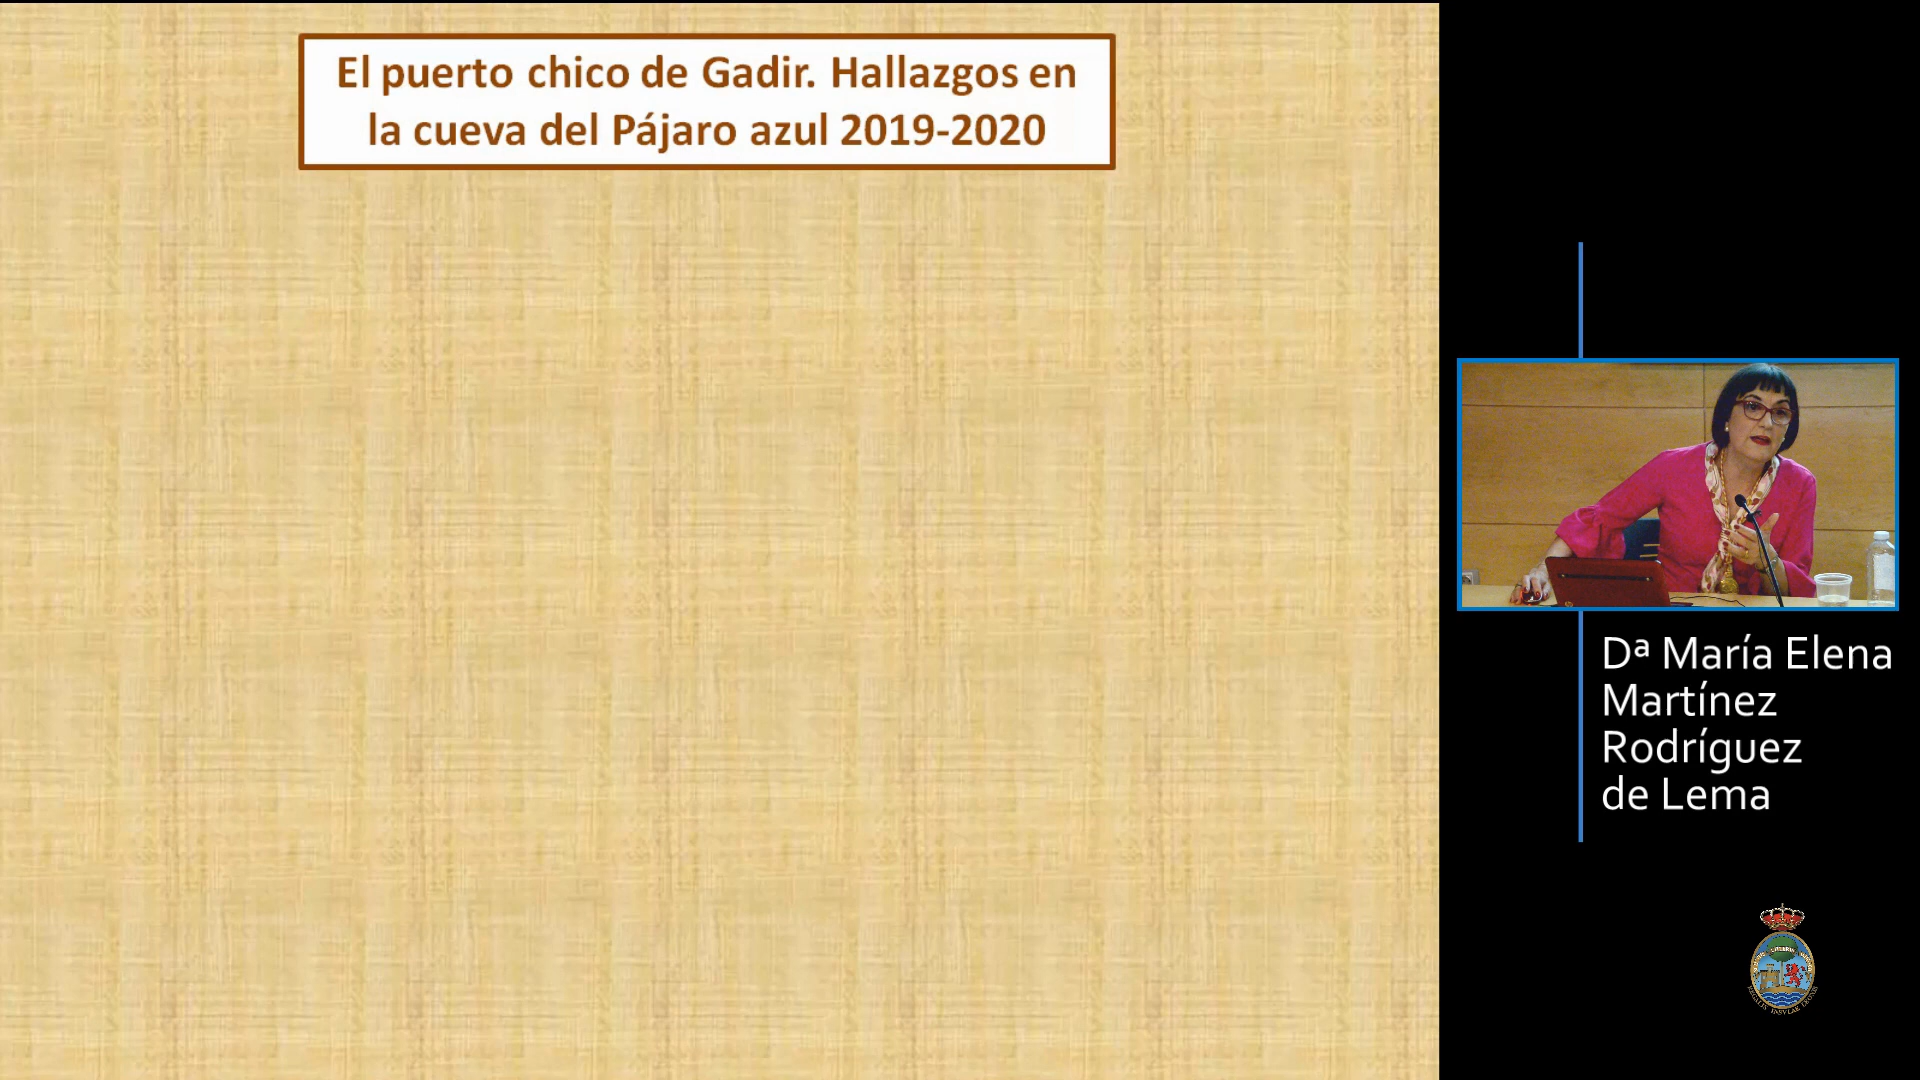 El puerto chico de Gadir. Hallazgos en
la cueva del Pájaro azul 2019-2020
Dª María Elena
Martínez
Rodríguez
de Lema